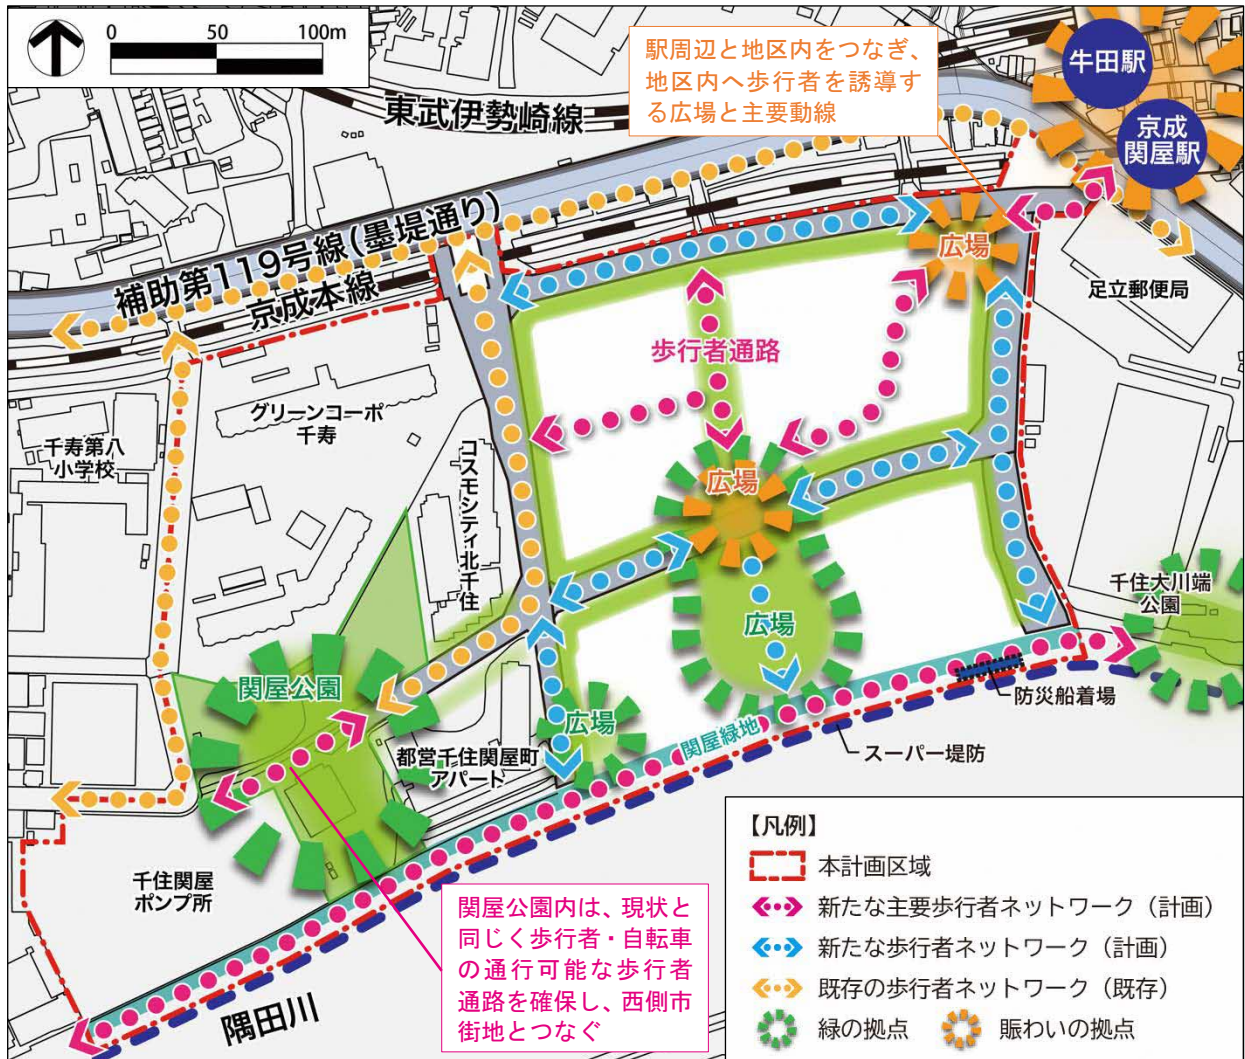 0 50 100m
駅周辺と地区内をつなぎ、
地区内へ歩行者を誘導す
る広場と主要動線
牛田駅
京成
関屋駅
東武伊勢崎線
補助第119号線(墨堤通り)
京成本線
広場
足立郵便局
歩行者通路
グリーンコーポ
千寿
千寿第八
小学校
コスモシティ北千住
広場
千住大川端
公園
広場
関屋公園
広場
防災船着場
関屋緑地
スーパー堤防
都営千住関屋町
アパート
千住関屋
ポンプ所
関屋公園内は、現状と
同じく歩行者・自転車
の通行可能な歩行者
通路を確保し、西側市
街地とつなぐ
隅田川
【凡例】
本計画区域
新たな主要歩行者ネットワーク（計画）
新たな歩行者ネットワーク（計画）
既存の歩行者ネットワーク（既存）
緑の拠点 賑わいの拠点